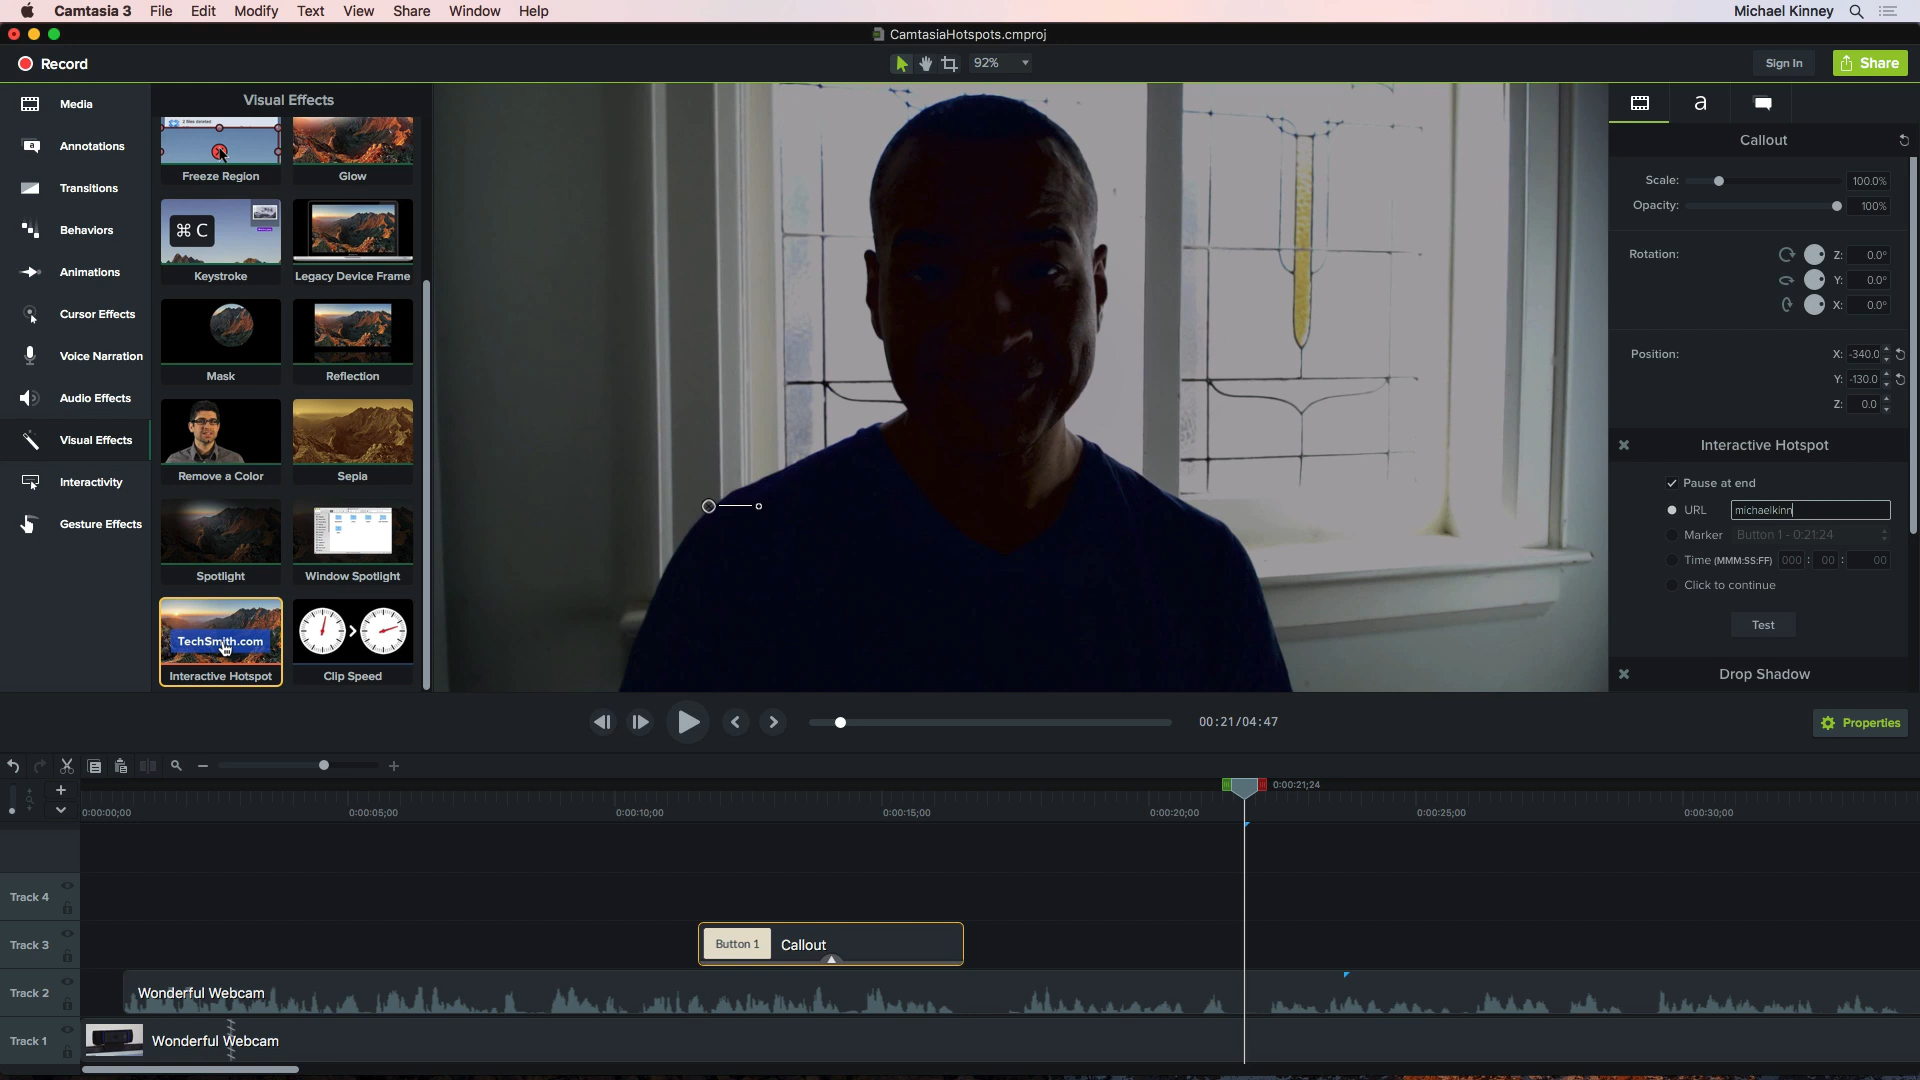 Camtasia 3 File Edit Modify Text View Share Window Help Michael Kinney
CamtasiaHotspots.cmproj
Record 92% Sign In Share
Media
Annotations
Transitions
Behaviors
Animations
Cursor Effects
Voice Narration
Audio Effects
Visual Effects
Interactivity
Gesture Effects
Visual Effects
Freeze Region Glow
⌘ C
Keystroke Legacy Device Frame
Mask Reflection
Remove a Color Sepia
Spotlight Window Spotlight
TechSmith.com
Interactive Hotspot Clip Speed
a
Callout
Scale: 100.0%
Opacity: 100%
Rotation: Z: 0.0°
Y: 0.0°
X: 0.0°
Position: X: -340.0
Y: -130.0
Z: 0.0
Interactive Hotspot
Pause at end
URL michaelkinn
Marker Button 1 - 0:21:24
Time (MMM:SS:FF) 000 : 00 : 00
Click to continue
Test
Drop Shadow
00:21/04:47
Properties
0:00:21;24
0:00:00;00 0:00:05;00 0:00:10;00 0:00:15;00 0:00:20;00 0:00:25;00 0:00:30;00
Track 4
Track 3 Button 1 Callout
Track 2 Wonderful Webcam
Track 1 Wonderful Webcam